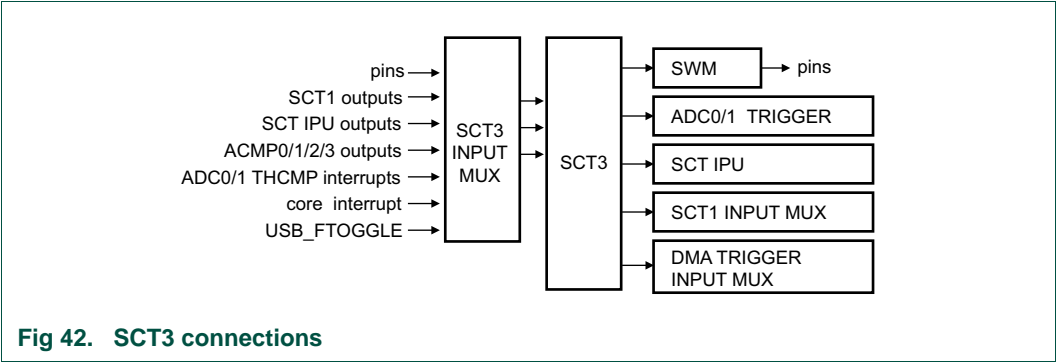 pins
SCT1 outputs
SCT IPU outputs
ACMP0/1/2/3 outputs
ADC0/1 THCMP interrupts
core interrupt
USB_FTOGGLE
SCT3
INPUT
MUX
SCT3
SWM
pins
ADC0/1 TRIGGER
SCT IPU
SCT1 INPUT MUX
DMA TRIGGER
INPUT MUX
Fig 42. SCT3 connections